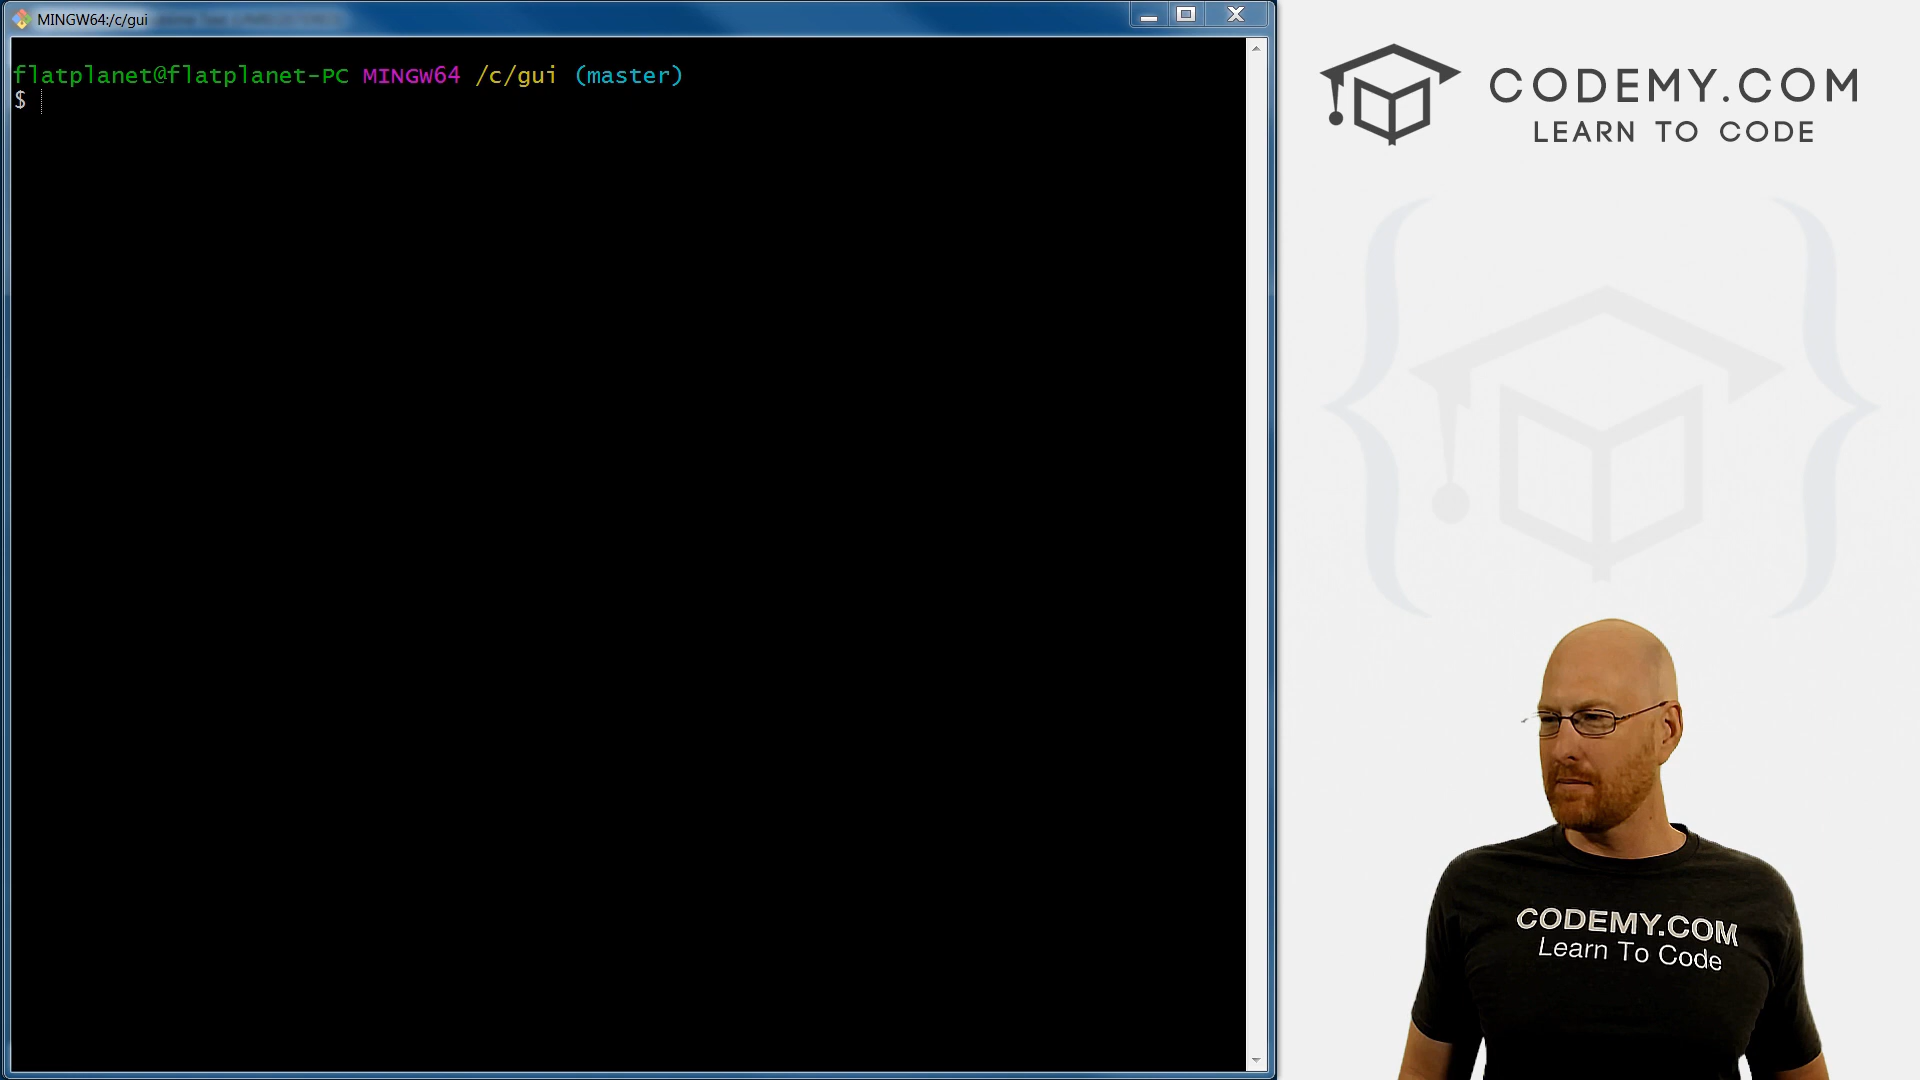 MINGW64:/c/gui
flatplanet@flatplanet-PC MINGW64 /c/gui (master)
$
CODEMY.COM
LEARN TO CODE
CODEMY.COM
Learn To Code